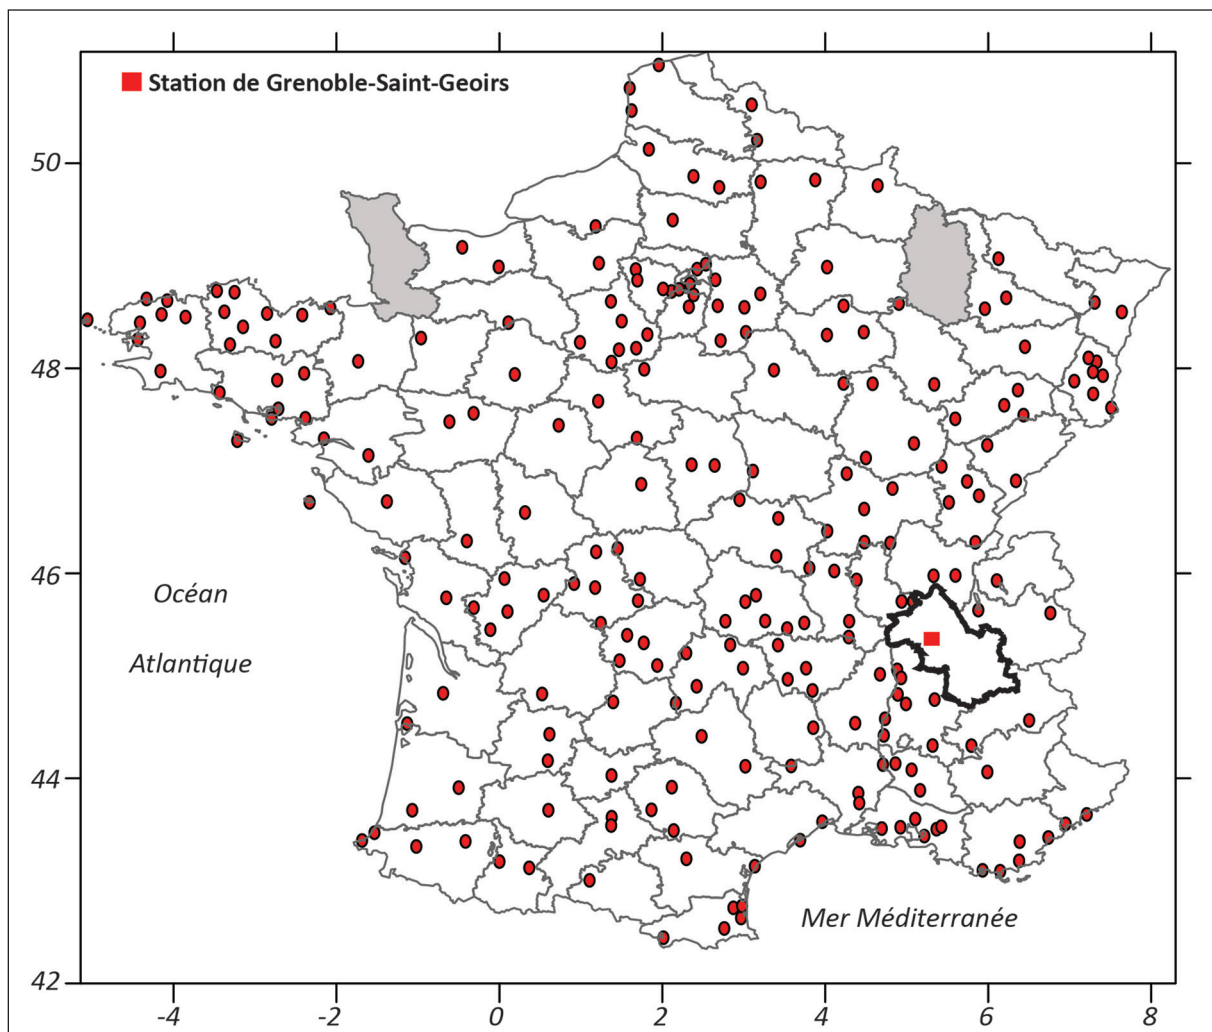 Station de Grenoble-Saint-Geoirs
50
48
46
Océan
Atlantique
44
Mer Méditerranée
42
-4 -2 0 2 4 6 8